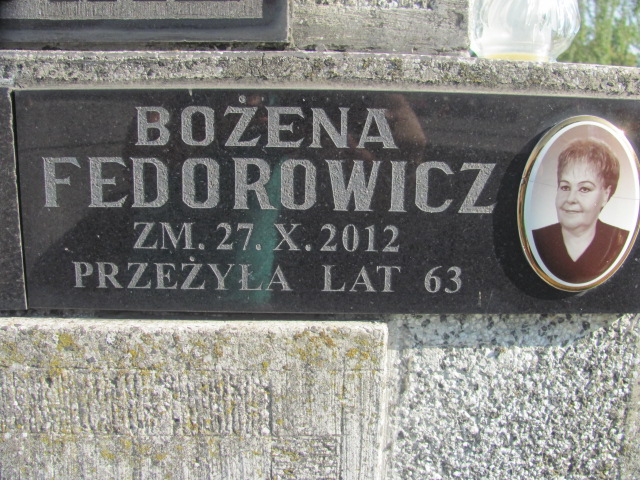 BOŻENA
FEDOROWICZ
ZM. 27. X. 2012
PRZEŻYŁA LAT 63